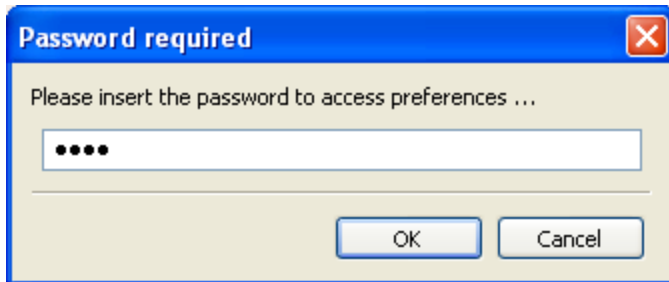 Password required
Please insert the password to access preferences ...
••••
OK
Cancel